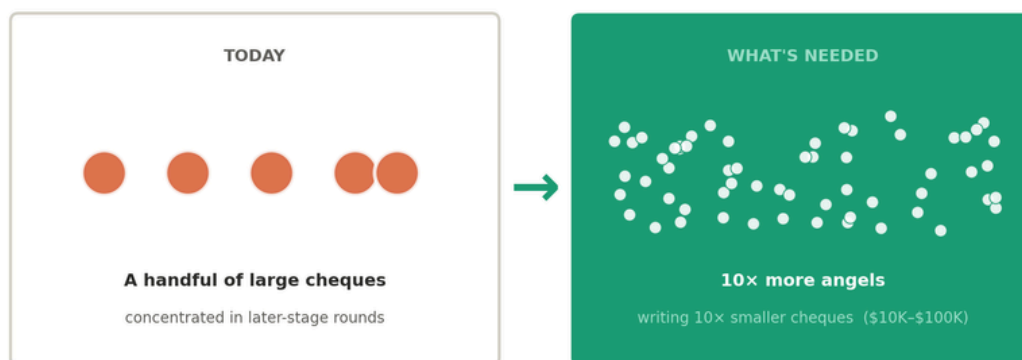 TODAY
A handful of large cheques
concentrated in later-stage rounds
→
WHAT'S NEEDED
10× more angels
writing 10× smaller cheques ($10K–$100K)